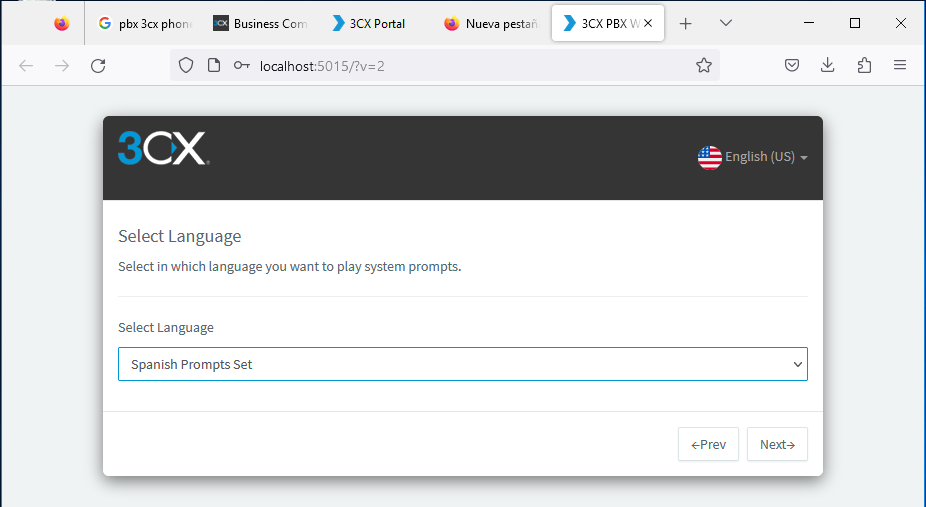 pbx 3cx phon
Business Com
3CX Portal
Nueva pestañ
3CX PBX W
localhost:5015/?v=2
3CX
English (US)
Select Language
Select in which language you want to play system prompts.
Select Language
Spanish Prompts Set
←Prev
Next→